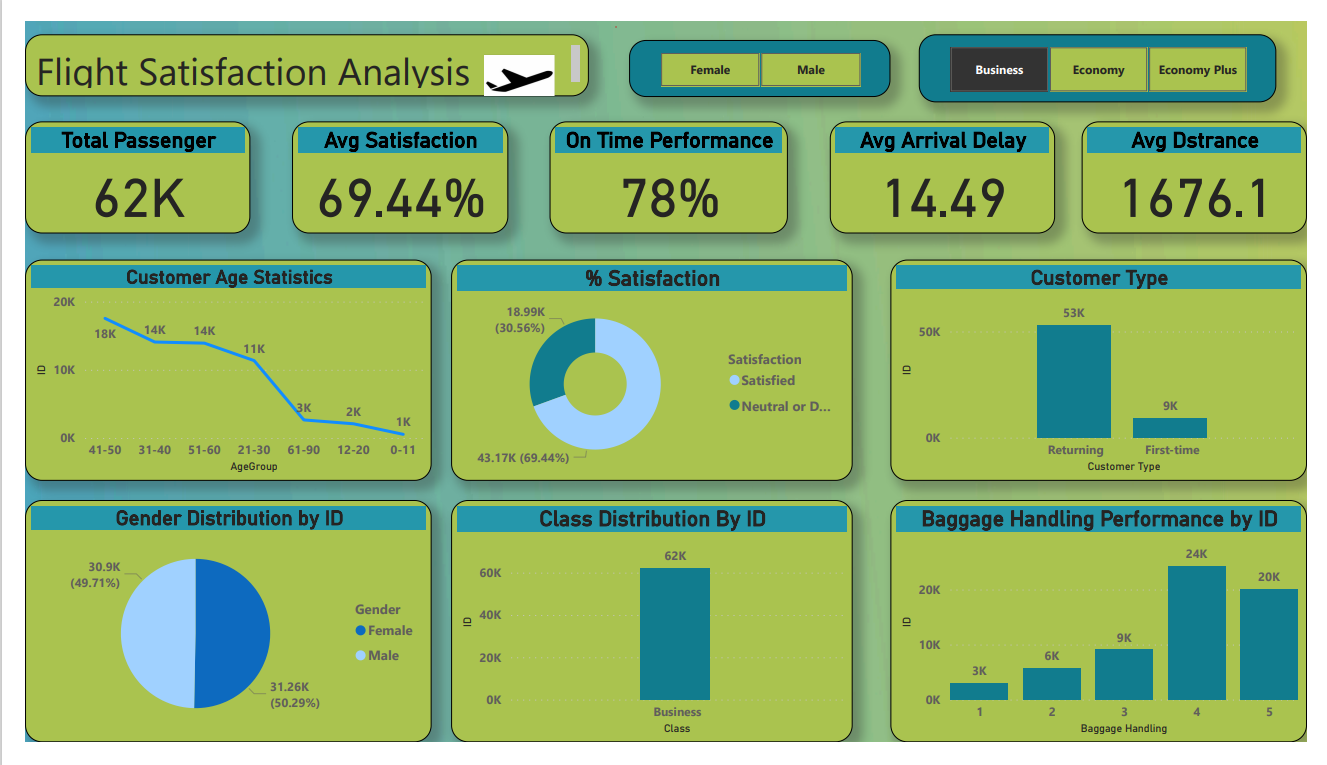 Flight Satisfaction Analysis
Female
Male
Business
Economy
Economy Plus
Total Passenger
62K
Avg Satisfaction
69.44%
On Time Performance
78%
Avg Arrival Delay
14.49
Avg Dstrance
1676.1
Customer Age Statistics
20K
10K
0K
ID
18K
14K
14K
11K
3K
2K
1K
41-50
31-40
51-60
21-30
61-90
12-20
0-11
AgeGroup
% Satisfaction
18.99K
(30.56%)
43.17K (69.44%)
Satisfaction
Satisfied
Neutral or D...
Customer Type
50K
0K
ID
53K
9K
Returning
First-time
Customer Type
Gender Distribution by ID
30.9K
(49.71%)
31.26K
(50.29%)
Gender
Female
Male
Class Distribution By ID
60K
40K
20K
0K
ID
62K
Business
Class
Baggage Handling Performance by ID
20K
10K
0K
ID
3K
6K
9K
24K
20K
1
2
3
4
5
Baggage Handling